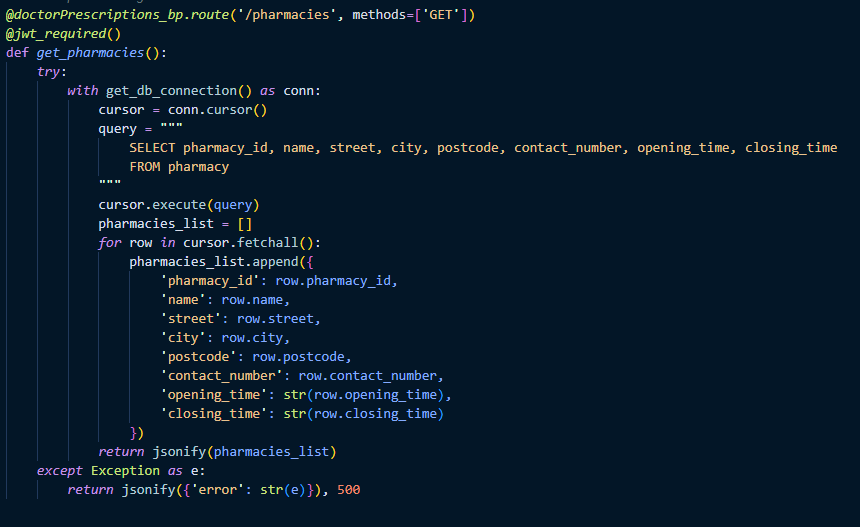 @doctorPrescriptions_bp.route('/pharmacies', methods=['GET'])
@jwt_required()
def get_pharmacies():
    try:
        with get_db_connection() as conn:
            cursor = conn.cursor()
            query = """
                SELECT pharmacy_id, name, street, city, postcode, contact_number, opening_time, closing_time
                FROM pharmacy
            """
            cursor.execute(query)
            pharmacies_list = []
            for row in cursor.fetchall():
                pharmacies_list.append({
                    'pharmacy_id': row.pharmacy_id,
                    'name': row.name,
                    'street': row.street,
                    'city': row.city,
                    'postcode': row.postcode,
                    'contact_number': row.contact_number,
                    'opening_time': str(row.opening_time),
                    'closing_time': str(row.closing_time)
                })
            return jsonify(pharmacies_list)
    except Exception as e:
        return jsonify({'error': str(e)}), 500